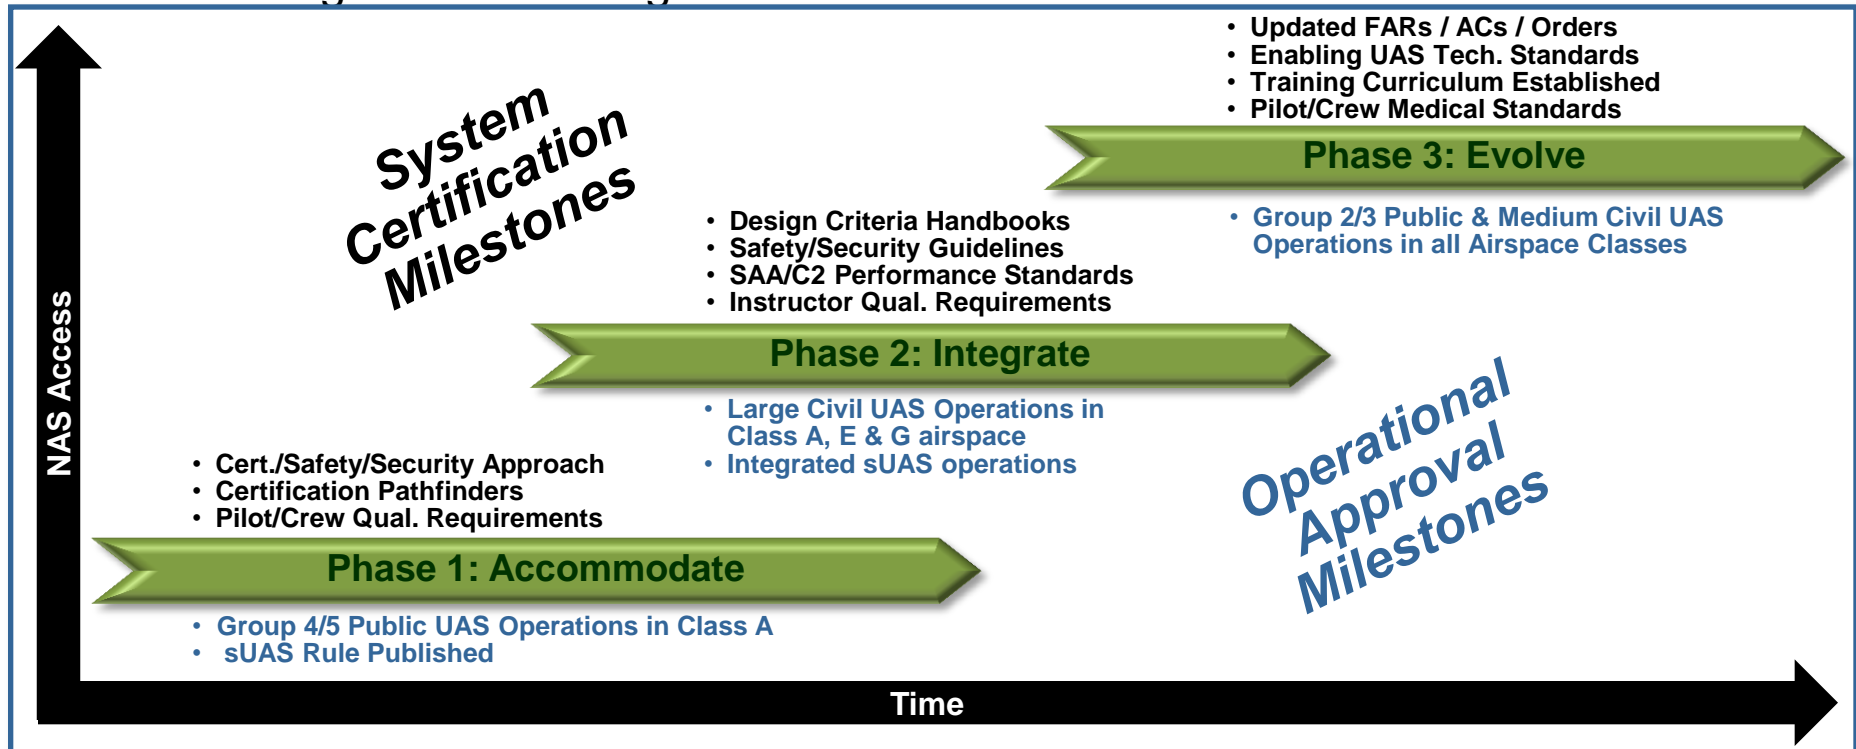 • Updated FARs / ACs / Orders
• Enabling UAS Tech. Standards
• Training Curriculum Established
• Pilot/Crew Medical Standards
Phase 3: Evolve
• Group 2/3 Public & Medium Civil UAS
Operations in all Airspace Classes
System
Certification
Milestones
• Design Criteria Handbooks
• Safety/Security Guidelines
• SAA/C2 Performance Standards
• Instructor Qual. Requirements
Phase 2: Integrate
• Large Civil UAS Operations in
Class A, E & G airspace
• Integrated sUAS operations
Operational
Approval
Milestones
NAS Access
• Cert./Safety/Security Approach
• Certification Pathfinders
• Pilot/Crew Qual. Requirements
Phase 1: Accommodate
• Group 4/5 Public UAS Operations in Class A
• sUAS Rule Published
Time